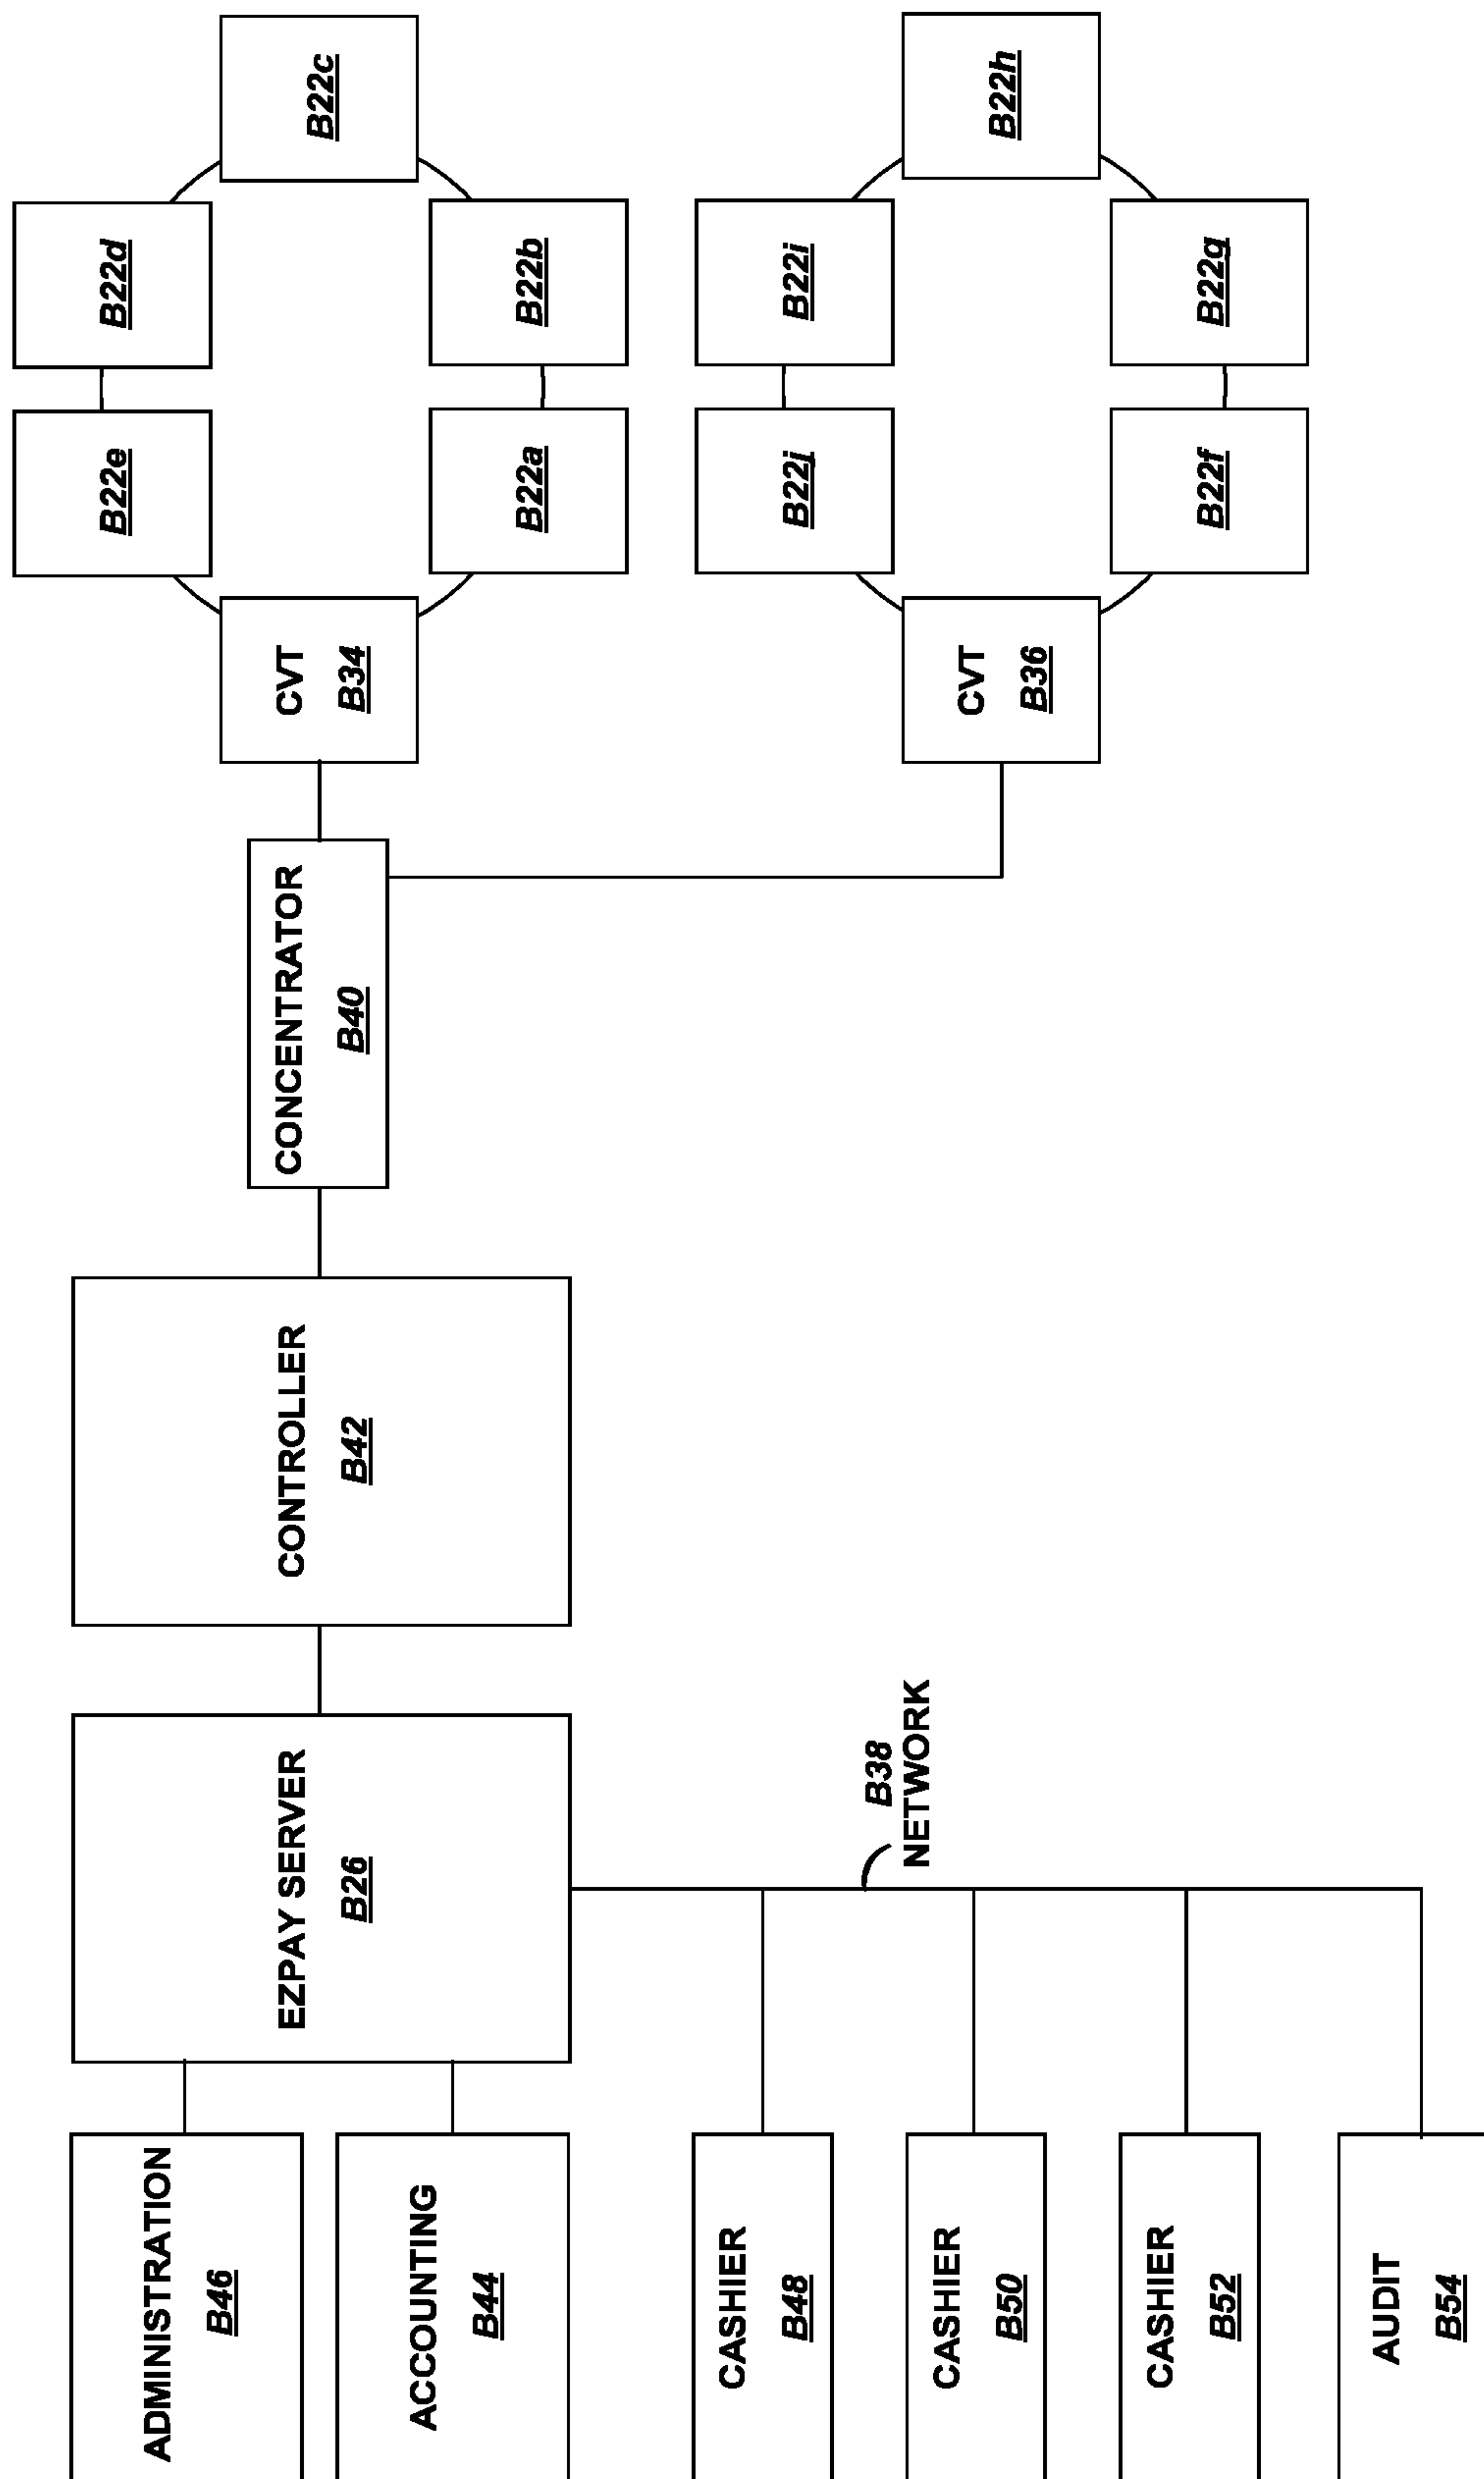 ADMINISTRATION
B46
ACCOUNTING
B44
CASHIER
B48
CASHIER
B50
CASHIER
B52
AUDIT
B54
EZPAY SERVER
B26
B38
NETWORK
CONTROLLER
B42
CONCENTRATOR
B40
CVT
B34
B22e
B22d
B22c
B22a
B22b
CVT
B36
B22j
B22i
B22h
B22f
B22g